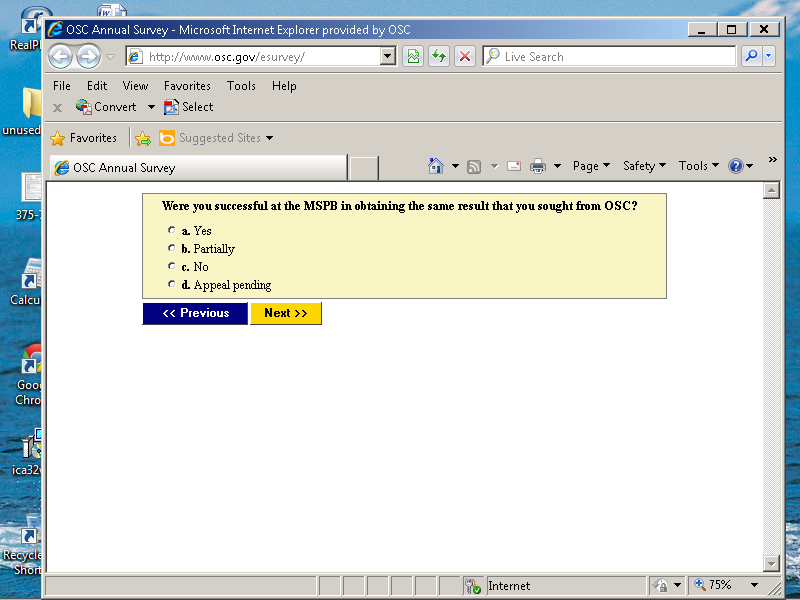 RealP
OSC Annual Survey - Microsoft Internet Explorer provided by OSC
http://www.osc.gov/esurvey/
Live Search
File Edit View Favorites Tools Help
x Convert Select
unused
Favorites Suggested Sites
OSC Annual Survey
Page Safety Tools
375-
Were you successful at the MSPB in obtaining the same result that you sought from OSC?
a. Yes
b. Partially
c. No
d. Appeal pending
<< Previous Next >>
Calcu
Goo
Chro
ica32
Recycle
Short
Internet
75%